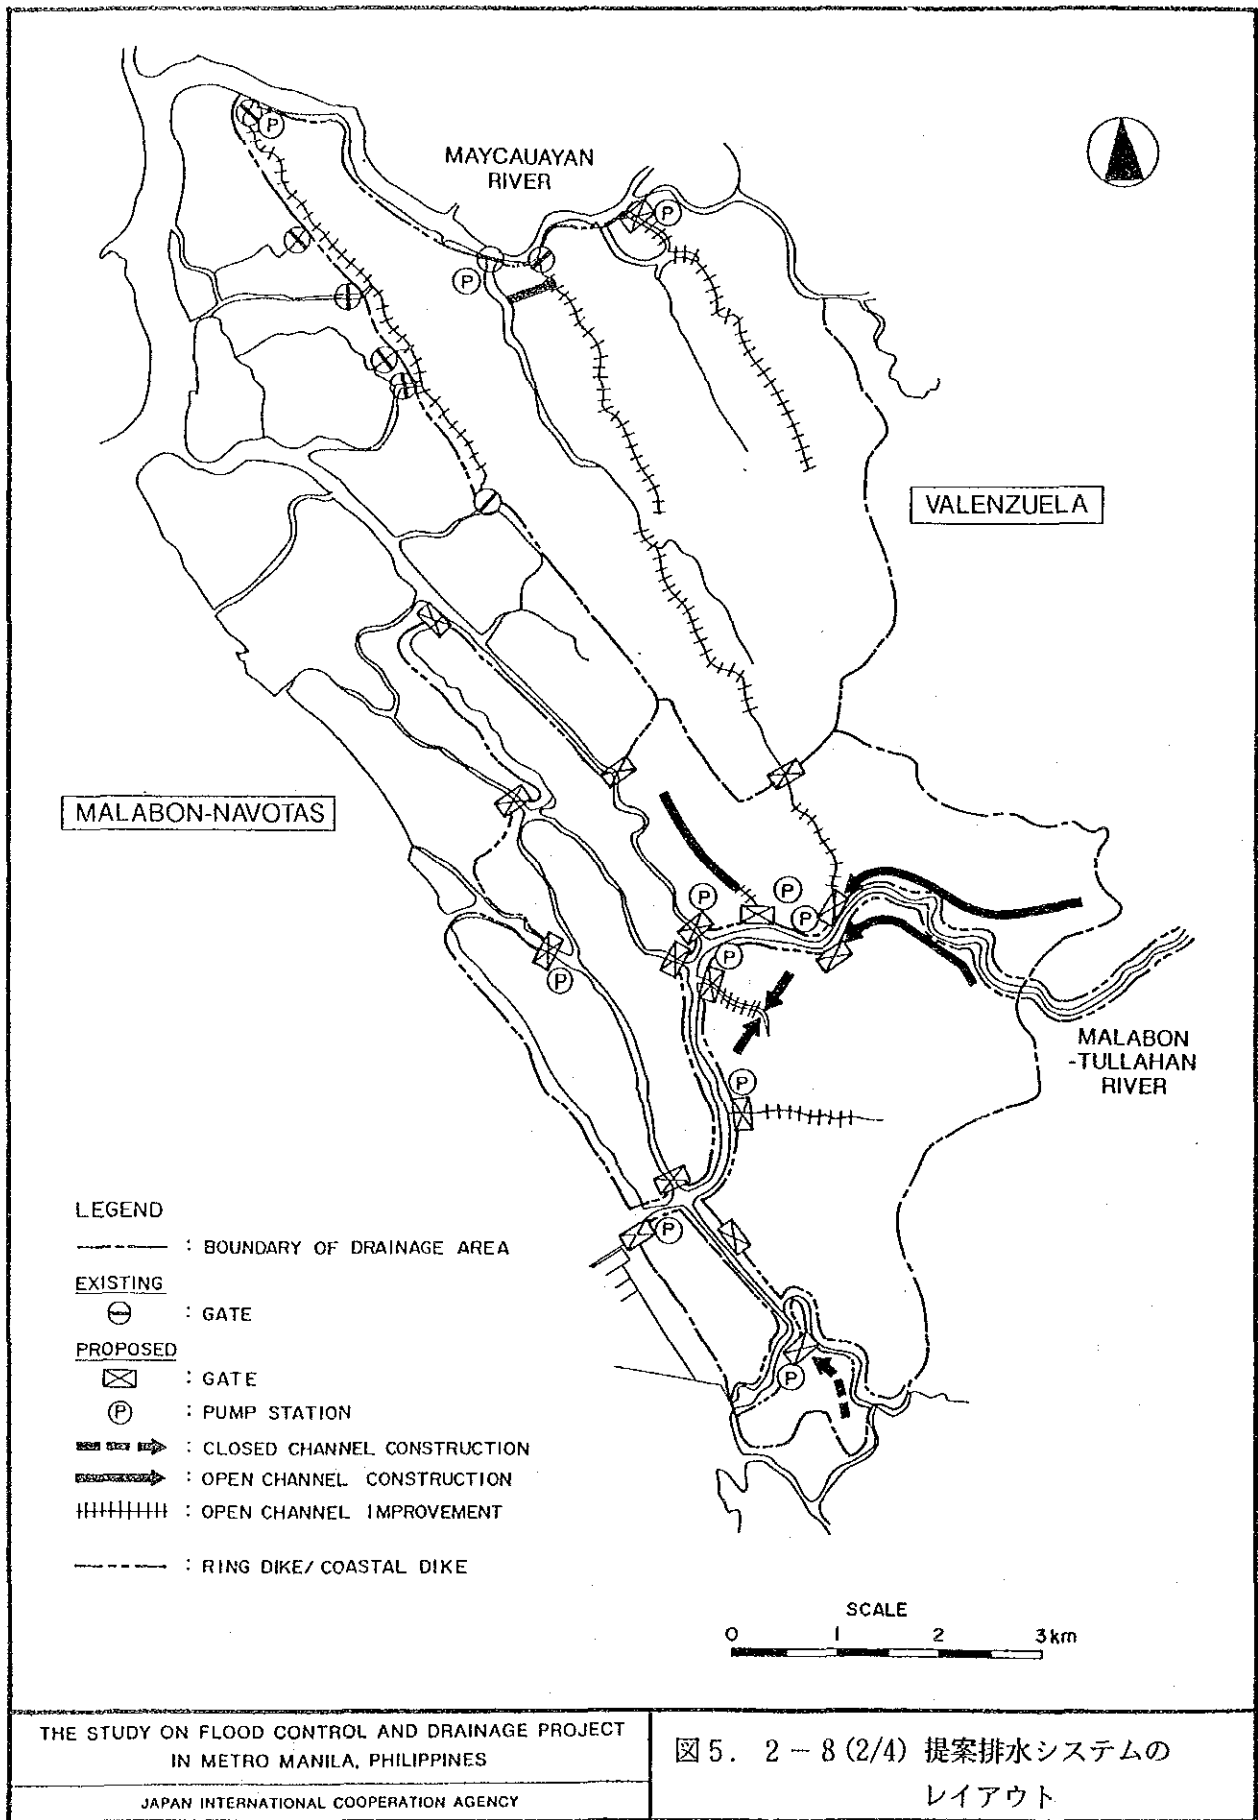 MAYCAUAYAN
RIVER
P
P
P
VALENZUELA
MALABON-NAVOTAS
P
P
P
P
P
MALABON
-TULLAHAN
RIVER
P
P
P
LEGEND
: BOUNDARY OF DRAINAGE AREA
EXISTING
: GATE
PROPOSED
: GATE
P : PUMP STATION
: CLOSED CHANNEL CONSTRUCTION
: OPEN CHANNEL CONSTRUCTION
: OPEN CHANNEL IMPROVEMENT
: RING DIKE/ COASTAL DIKE
SCALE
0 1 2 3km
THE STUDY ON FLOOD CONTROL AND DRAINAGE PROJECT
IN METRO MANILA, PHILIPPINES
JAPAN INTERNATIONAL COOPERATION AGENCY
図5. 2-8(2/4) 提案排水システムの
レイアウト